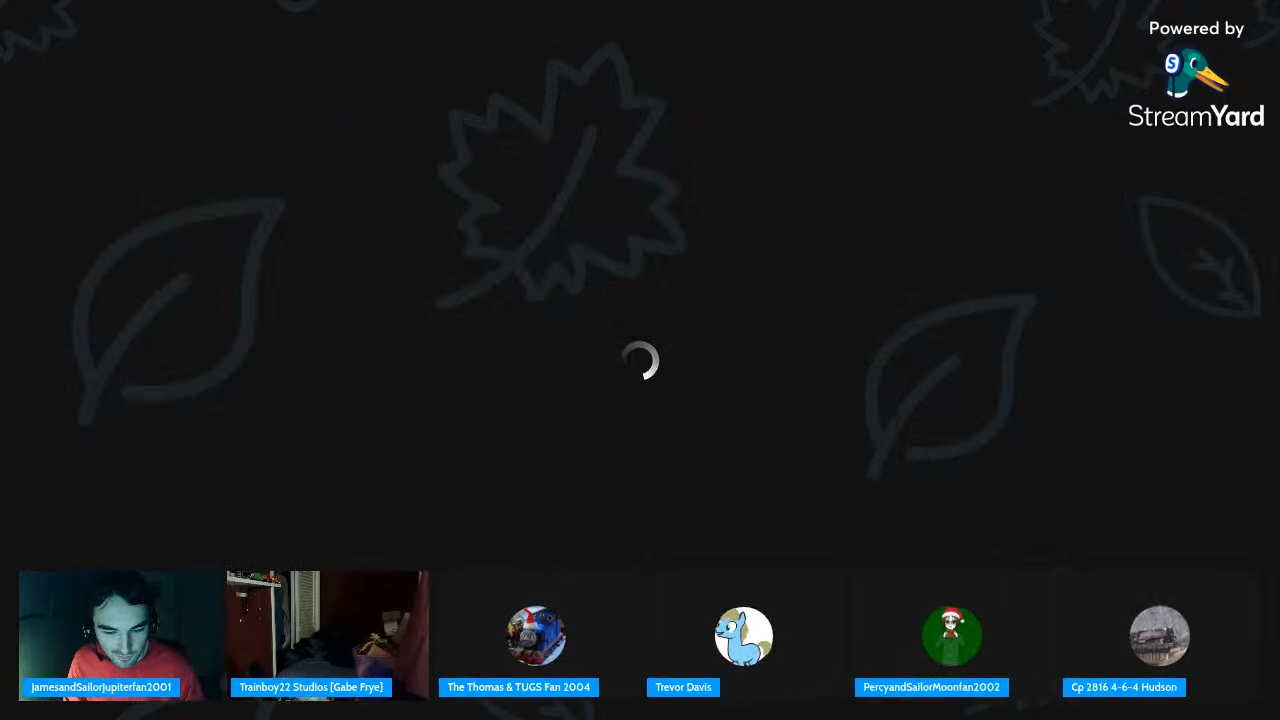 Powered by
S
StreamYard
JamesandSailorJupiterfan2001
Trainboy22 Studios [Gabe Frye]
The Thomas & TUGS Fan 2004
Trevor Davis
PercyandSailorMoonfan2002
Cp 2816 4-6-4 Hudson